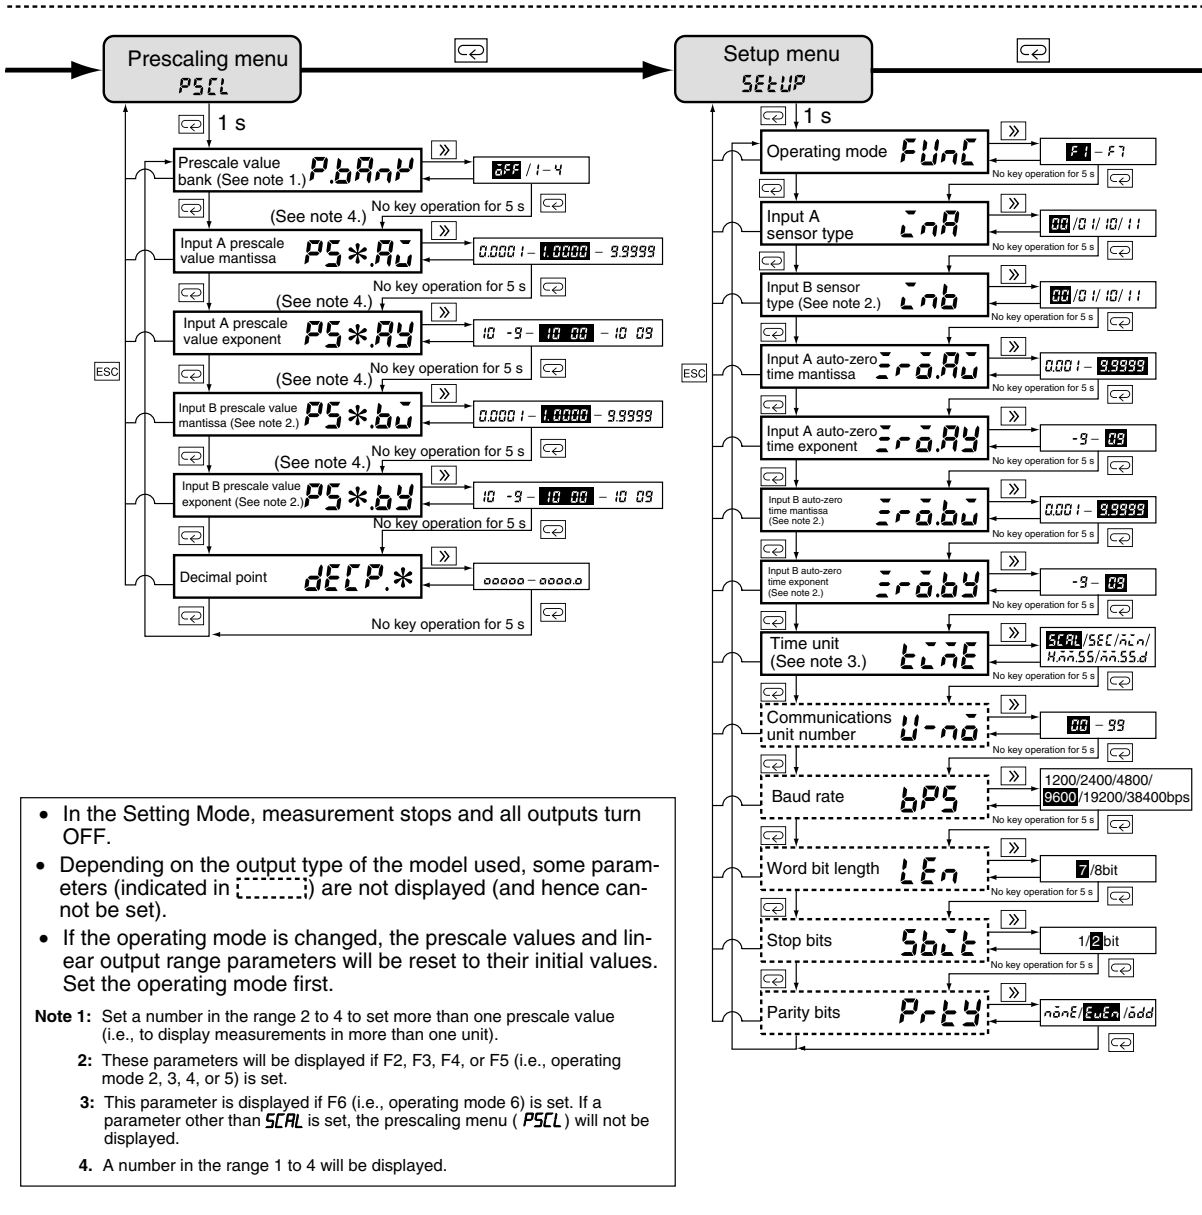 Prescaling menu
PSCL
1 s
Prescale value
bank (See note 1.) P.bAnK
OFF / 1 – 4
No key operation for 5 s
(See note 4.)
Input A prescale
value mantissa PS*.AX
0.0001 – 1.0000 – 9.9999
No key operation for 5 s
(See note 4.)
Input A prescale
value exponent PS*.AY
10 -9 – 10 00 – 10 09
ESC
No key operation for 5 s
(See note 4.)
Input B prescale value
mantissa (See note 2.) PS*.bX
0.0001 – 1.0000 – 9.9999
No key operation for 5 s
(See note 4.)
Input B prescale value
exponent (See note 2.) PS*.bY
10 -9 – 10 00 – 10 09
No key operation for 5 s
Decimal point dECP.*
ooooo – oooo.o
No key operation for 5 s
Setup menu
SEtUP
1 s
Operating mode FUnC
F1 – F7
No key operation for 5 s
Input A
sensor type inA
00 /01/ 10/ 11
No key operation for 5 s
Input B sensor
type (See note 2.) inb
00 /01/ 10/ 11
No key operation for 5 s
Input A auto-zero
time mantissa Zro.AX
0.001 – 9.9999
ESC
No key operation for 5 s
Input A auto-zero
time exponent Zro.AY
-9 – 09
No key operation for 5 s
Input B auto-zero
time mantissa
(See note 2.) Zro.bX
0.001 – 9.9999
No key operation for 5 s
Input B auto-zero
time exponent
(See note 2.) Zro.bY
-9 – 09
No key operation for 5 s
Time unit
(See note 3.) timE
SCAL/SEC/min/
H.mm.SS/mm.SS.d
No key operation for 5 s
Communications
unit number U-no
00 – 99
No key operation for 5 s
Baud rate bPS
1200/2400/4800/
9600/19200/38400bps
No key operation for 5 s
Word bit length LEn
7/8bit
No key operation for 5 s
Stop bits Sbit
1/2bit
No key operation for 5 s
Parity bits PrtY
nonE/EvEn /odd
• In the Setting Mode, measurement stops and all outputs turn
OFF.
• Depending on the output type of the model used, some param-
eters (indicated in ) are not displayed (and hence can-
not be set).
• If the operating mode is changed, the prescale values and lin-
ear output range parameters will be reset to their initial values.
Set the operating mode first.
Note 1: Set a number in the range 2 to 4 to set more than one prescale value
(i.e., to display measurements in more than one unit).
2: These parameters will be displayed if F2, F3, F4, or F5 (i.e., operating
mode 2, 3, 4, or 5) is set.
3: This parameter is displayed if F6 (i.e., operating mode 6) is set. If a
parameter other than SCAL is set, the prescaling menu ( PSCL ) will not be
displayed.
4. A number in the range 1 to 4 will be displayed.